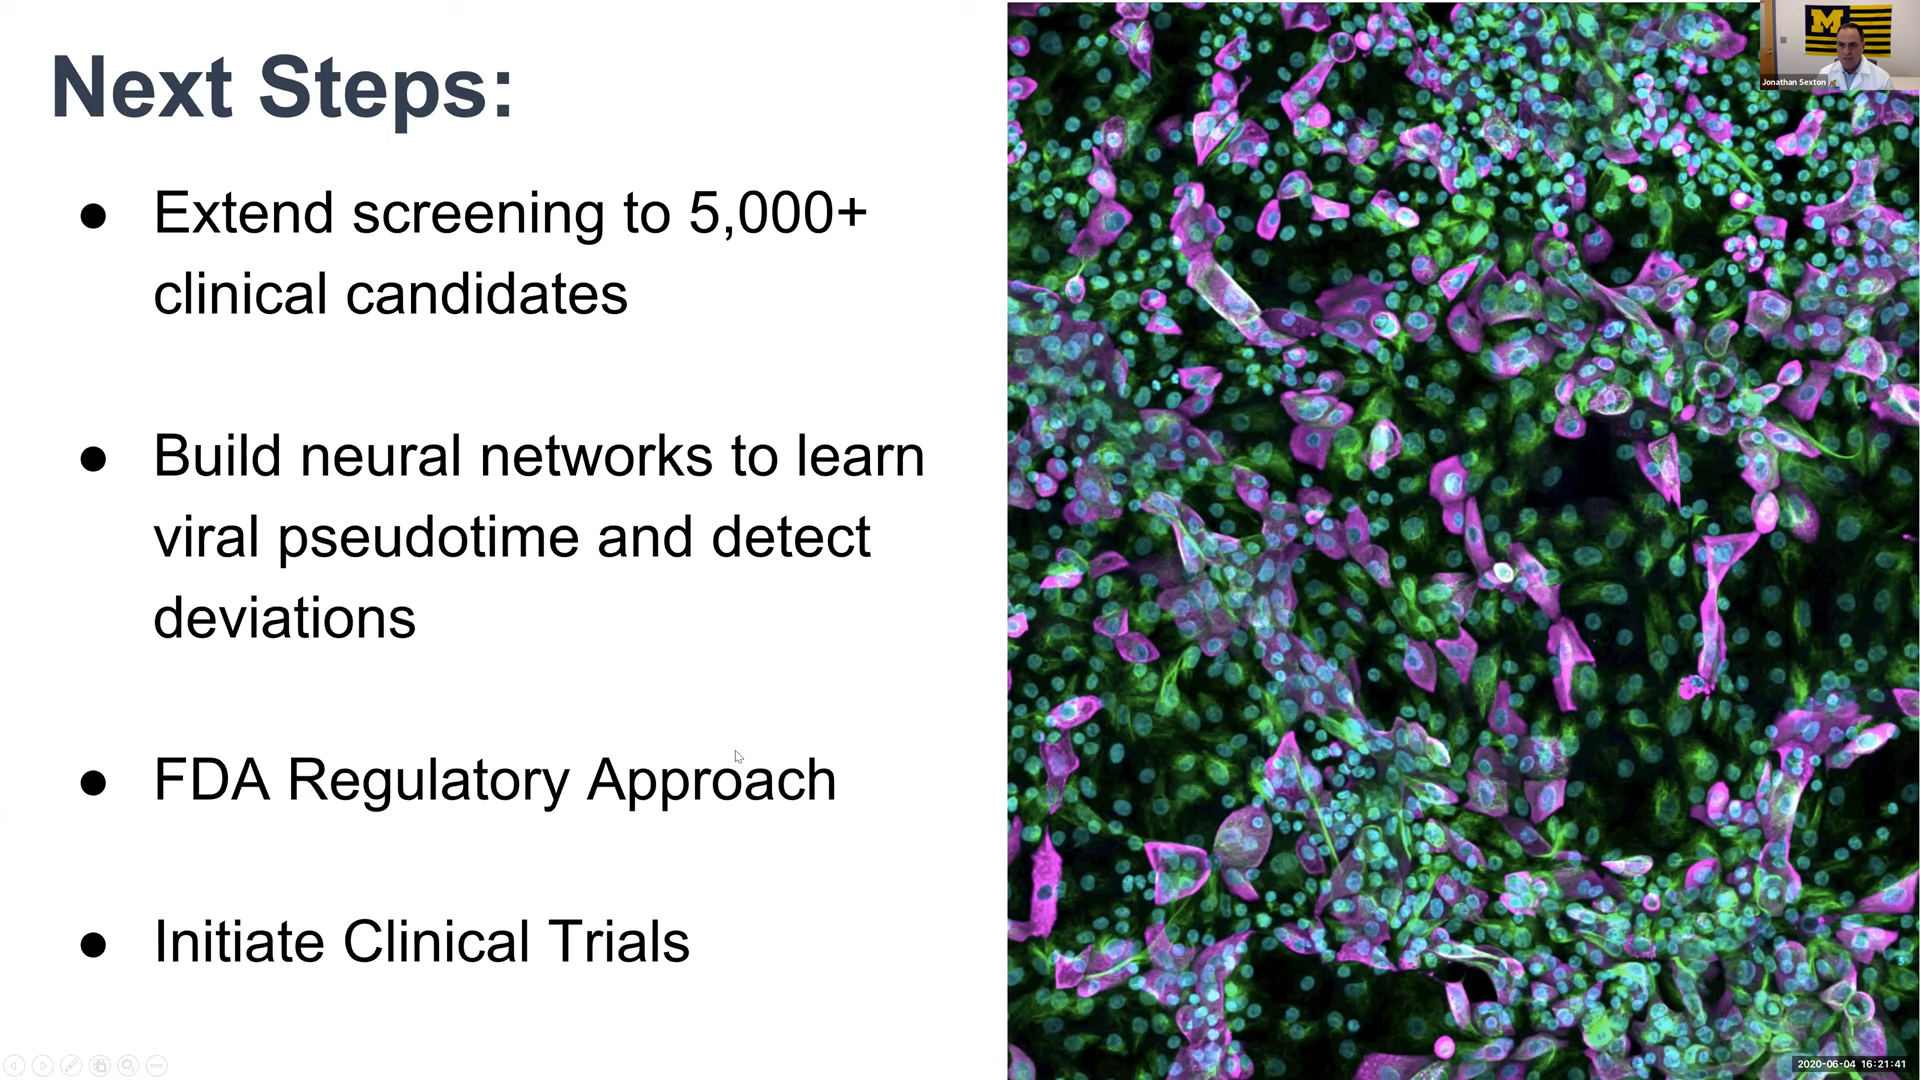 Next Steps:
M
Jonathan Sexton
● Extend screening to 5,000+
clinical candidates
● Build neural networks to learn
viral pseudotime and detect
deviations
● FDA Regulatory Approach
● Initiate Clinical Trials
2020-06-04 16:21:41